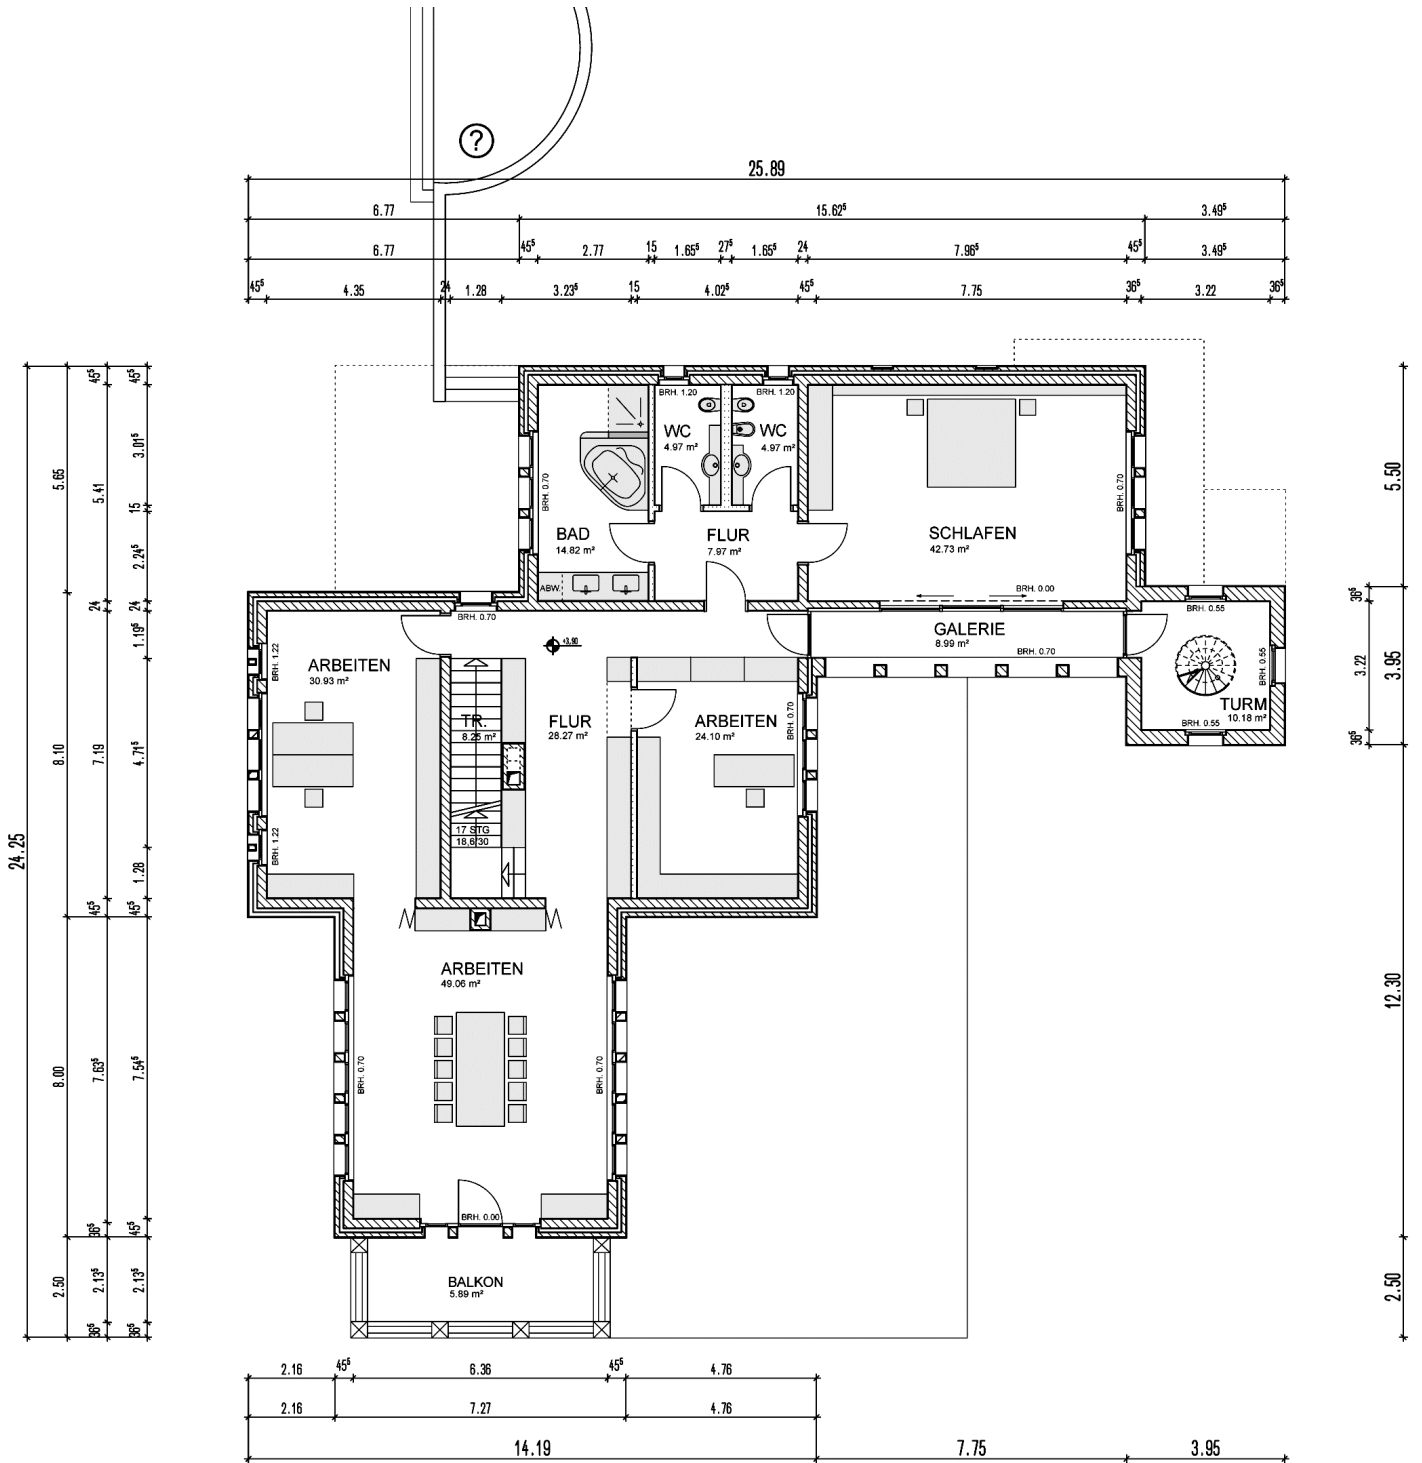 ?
25.89
6.77 15.62⁵ 3.49⁵
6.77 45⁵ 2.77 15 1.65⁵ 27⁵ 1.65⁵ 24 7.96⁵ 45⁵ 3.49⁵
45⁵ 4.35 24 1.28 3.23⁵ 15 4.02⁵ 45⁵ 7.75 36⁵ 3.22 36⁵
24.25
5.65
8.10
8.00
2.50
45⁵
5.41
24
7.19
45⁵
7.63⁵
36⁵
2.13⁵
36⁵
45⁵
3.01⁵
15
2.24⁵
24
1.19⁵
4.71⁵
1.28
45⁵
7.54⁵
45⁵
2.13⁵
36⁵
BRH. 1.20
WC
4.97 m²
BRH. 1.20
WC
4.97 m²
BRH. 0.70
BAD
14.82 m²
ABW.
FLUR
7.97 m²
SCHLAFEN
42.73 m²
BRH. 0.70
BRH. 0.00
BRH. 0.70
+3.90
GALERIE
8.99 m²
BRH. 0.70
BRH. 0.55
BRH. 0.55
TURM
10.18 m²
BRH. 0.55
BRH. 1.22
ARBEITEN
30.93 m²
BRH. 1.22
TR.
8.25 m²
17 STG
18,6/30
FLUR
28.27 m²
ARBEITEN
24.10 m²
BRH. 0.70
ARBEITEN
49.06 m²
BRH. 0.70
BRH. 0.70
BRH. 0.00
BALKON
5.89 m²
36⁵
3.22
36⁵
5.50
3.95
12.30
2.50
2.16 45⁵ 6.36 45⁵ 4.76
2.16 7.27 4.76
14.19 7.75 3.95